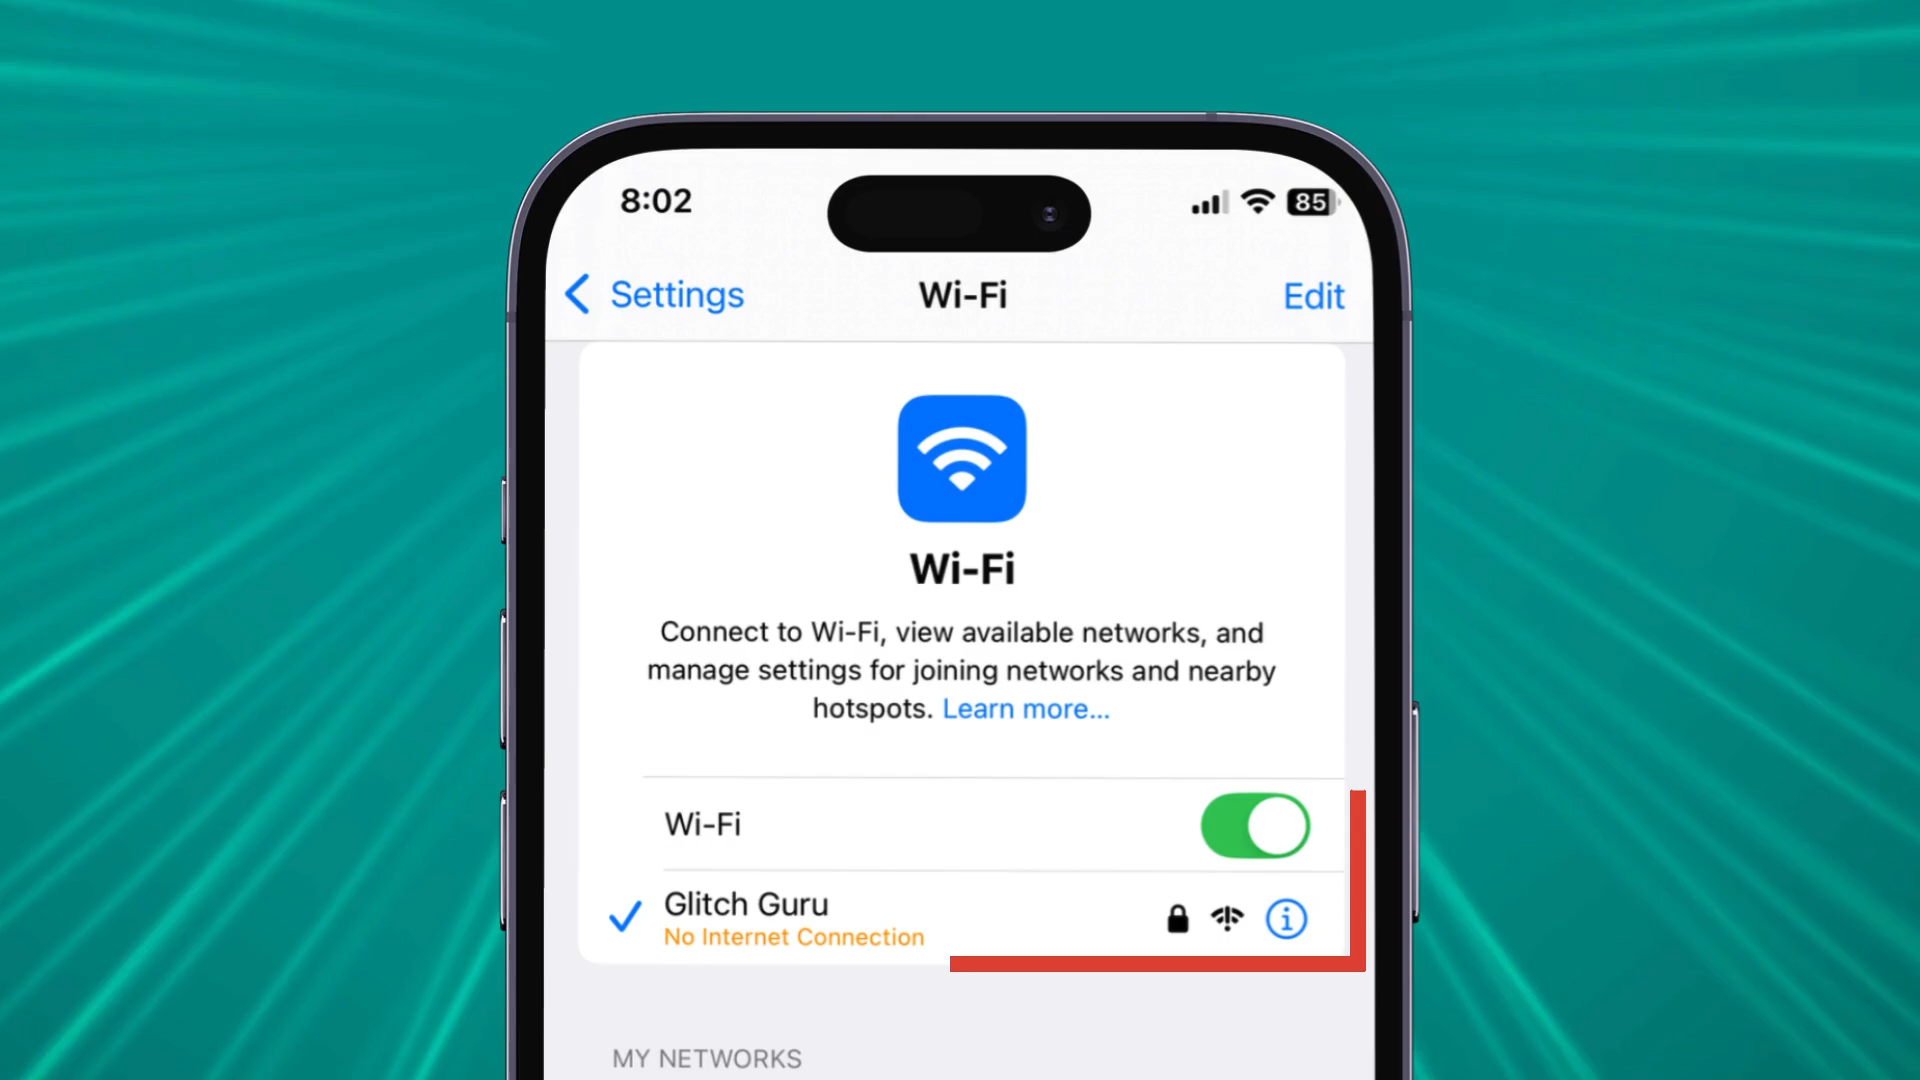 8:02
85
Settings
Wi-Fi
Edit
Wi-Fi
Connect to Wi-Fi, view available networks, and
manage settings for joining networks and nearby
hotspots. Learn more...
Wi-Fi
Glitch Guru
No Internet Connection
MY NETWORKS